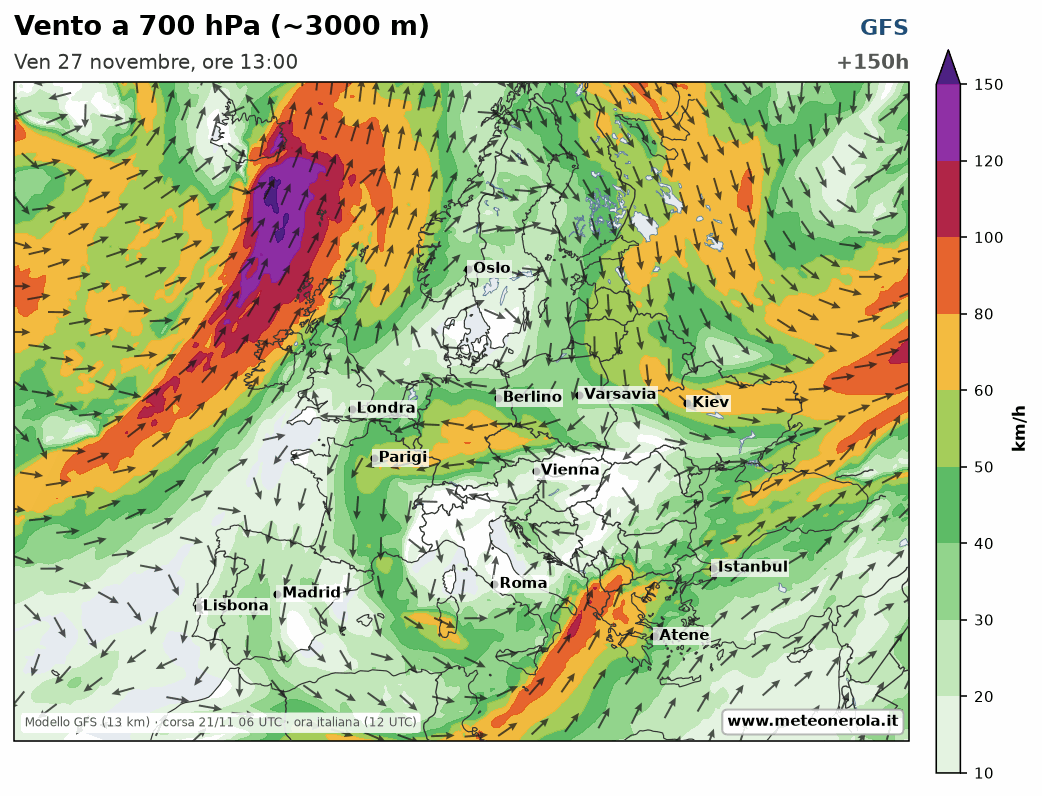 Vento a 700 hPa (~3000 m)
GFS
Ven 27 novembre, ore 13:00
+150h
150
120
100
80
60
50
40
30
20
10
km/h
Oslo
Londra
Berlino
Varsavia
Kiev
Parigi
Vienna
Istanbul
Roma
Madrid
Lisbona
Atene
Modello GFS (13 km) · corsa 21/11 06 UTC · ora italiana (12 UTC)
www.meteonerola.it